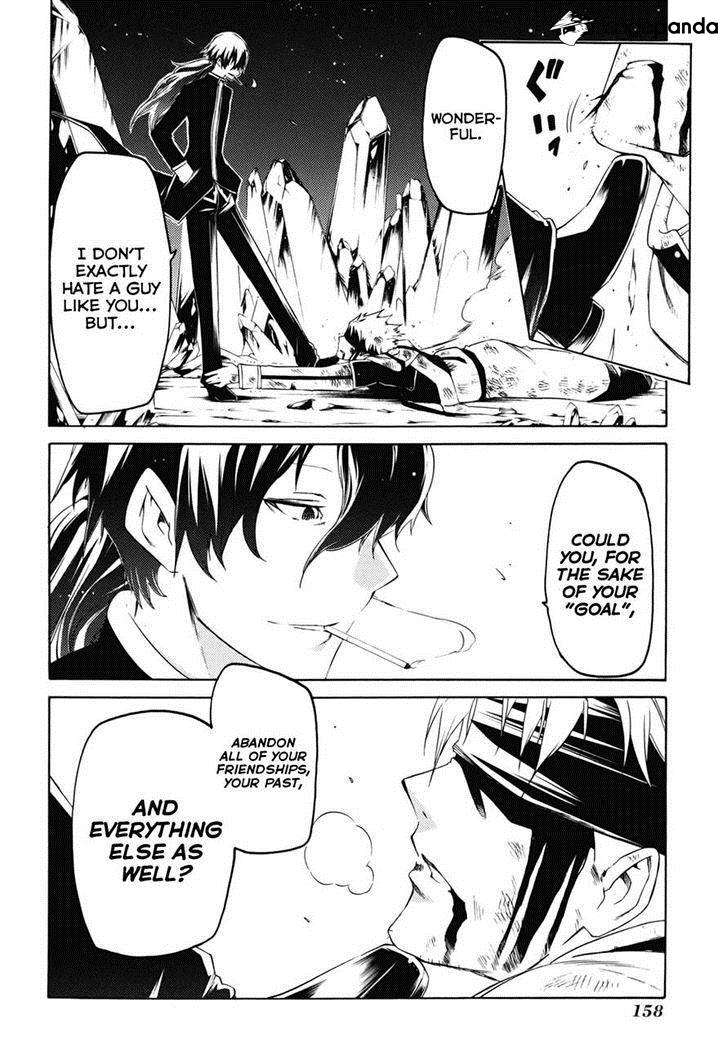 panda
WONDER-
FUL.
I DON'T
EXACTLY
HATE A GUY
LIKE YOU...
BUT...
COULD
YOU, FOR
THE SAKE
OF YOUR
"GOAL",
ABANDON
ALL OF YOUR
FRIENDSHIPS,
YOUR PAST,
AND
EVERYTHING
ELSE AS
WELL?
158